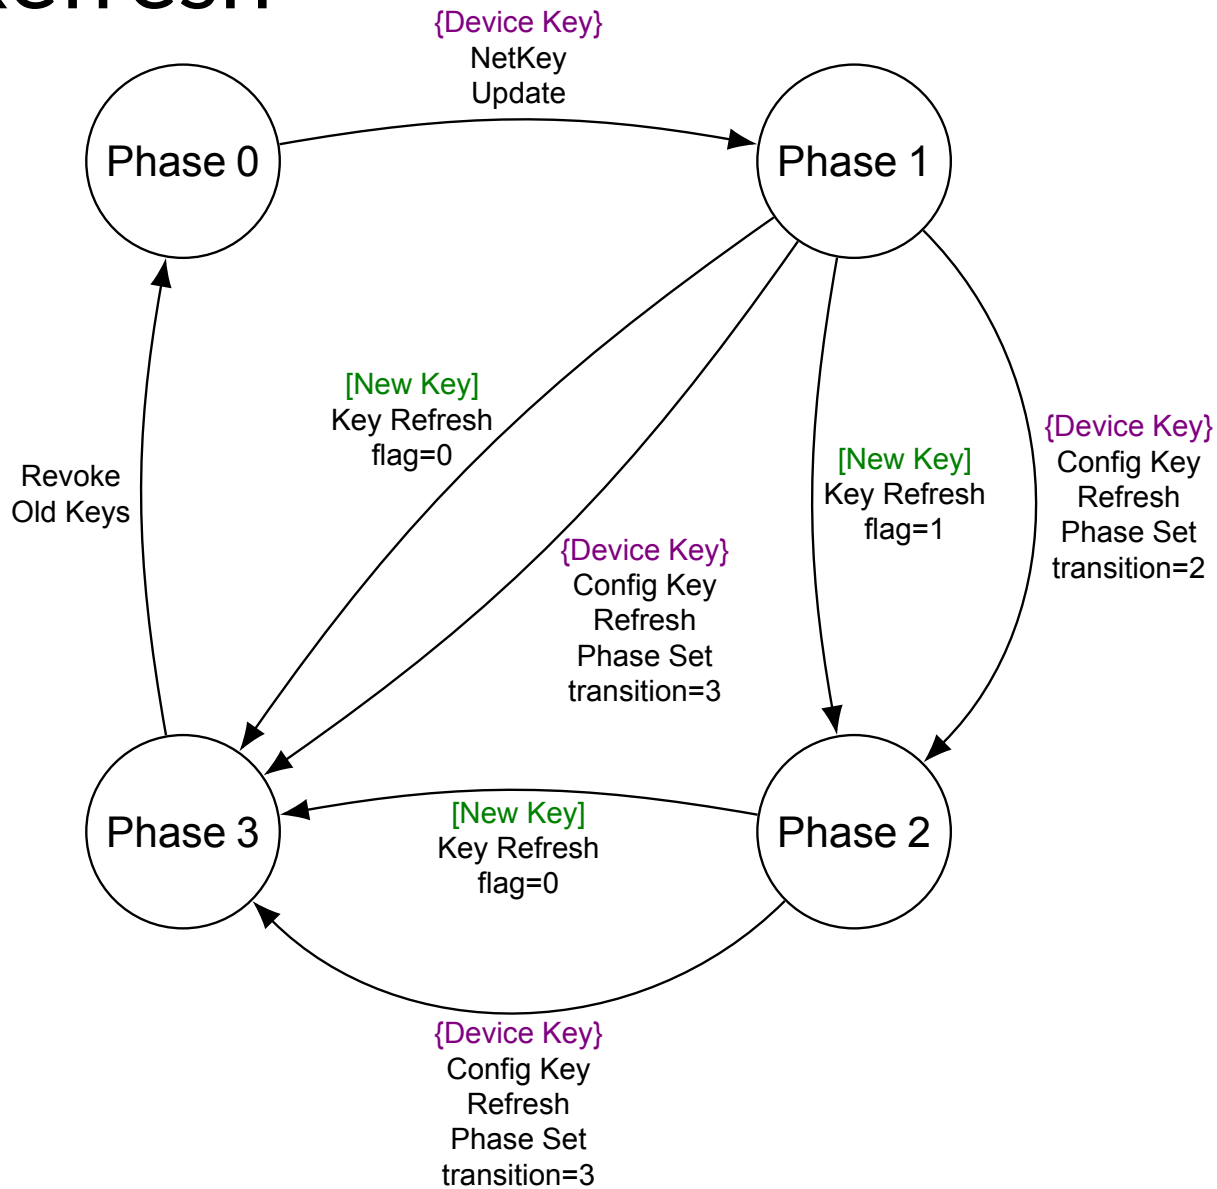 {Device Key}
NetKey
Update
Phase 0
Phase 1
[New Key]
Key Refresh
flag=0
Revoke
Old Keys
[New Key]
Key Refresh
flag=1
{Device Key}
Config Key
Refresh
Phase Set
transition=2
{Device Key}
Config Key
Refresh
Phase Set
transition=3
Phase 3
[New Key]
Key Refresh
flag=0
Phase 2
{Device Key}
Config Key
Refresh
Phase Set
transition=3